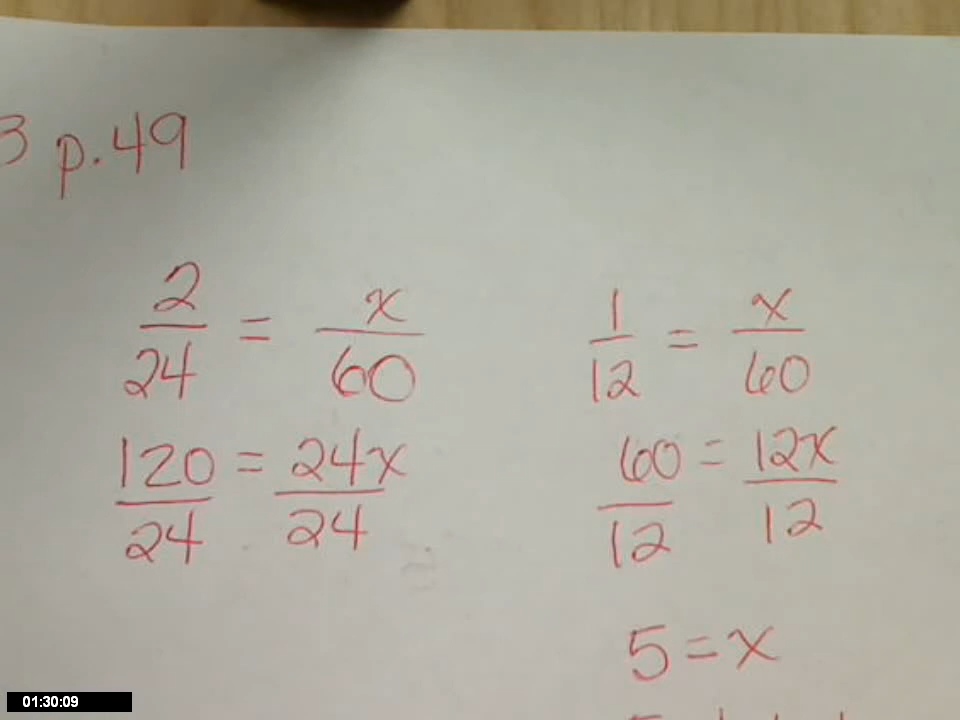 3 p.49
2/24 = x/60
120/24 = 24x/24
1/12 = x/60
60/12 = 12x/12
5 = x
01:30:09